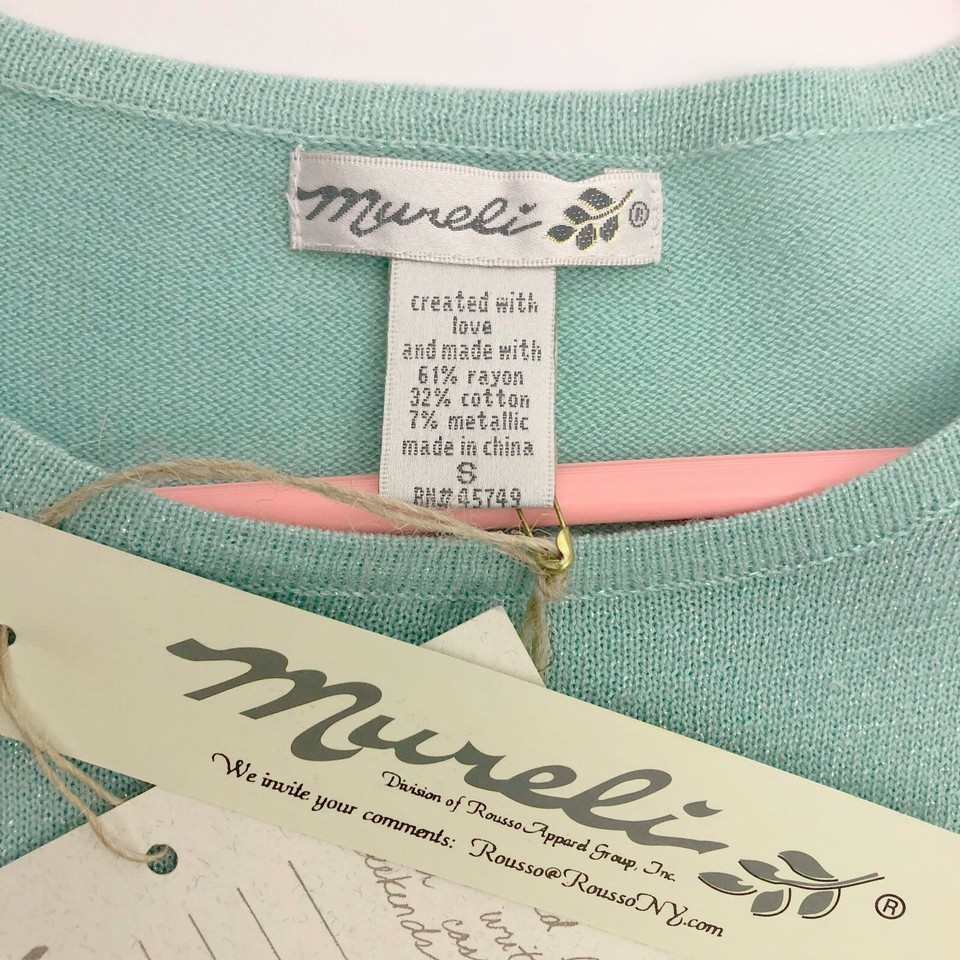 mureli ®
created with
love
and made with
61% rayon
32% cotton
7% metallic
made in china
S
RN# 45749
mureli ®
Division of Rousso Apparel Group, Inc.
We invite your comments: Rousso@RoussoNY.com